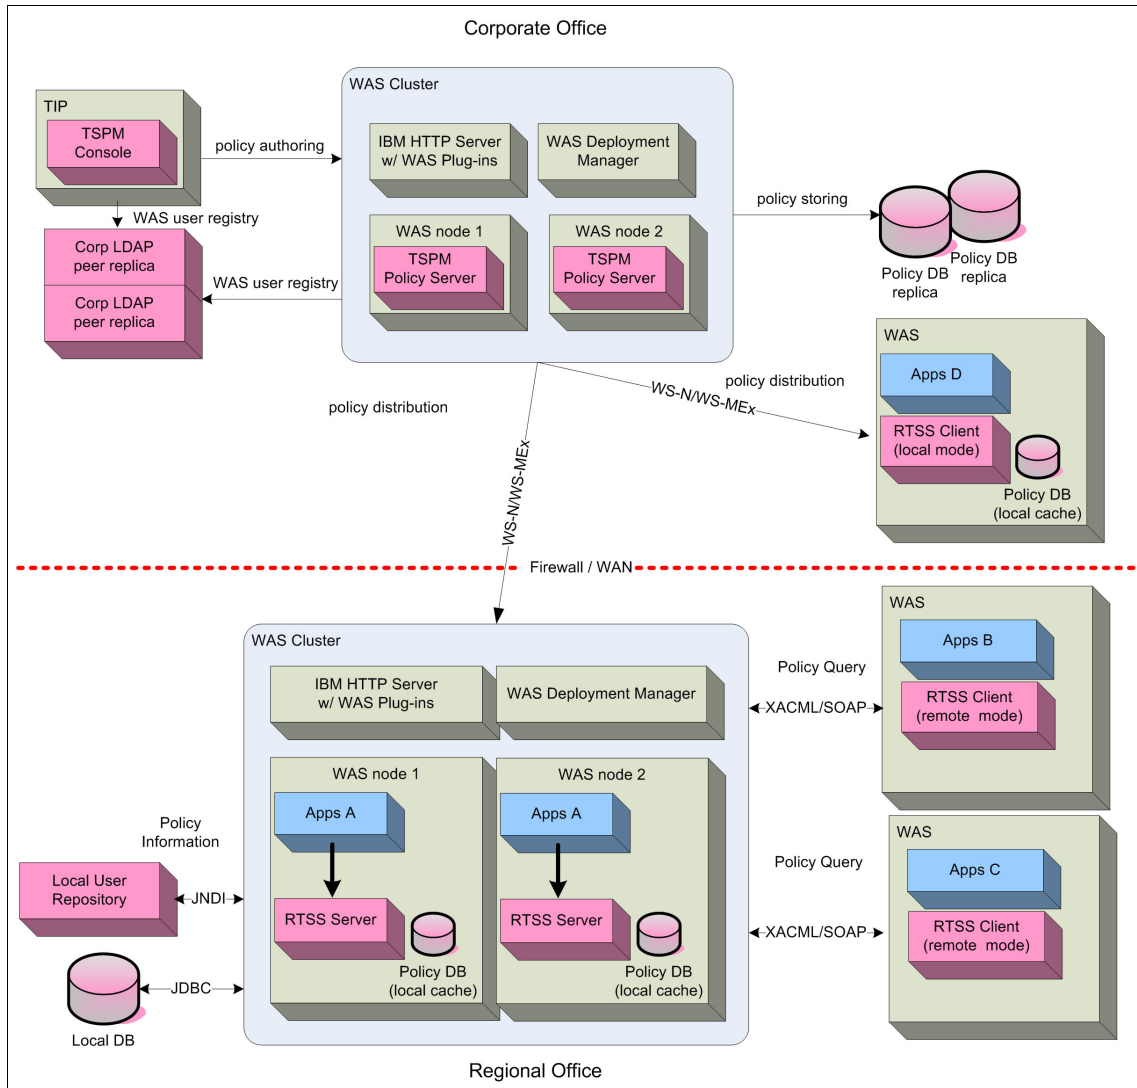 Corporate Office
WAS Cluster
TIP
TSPM
Console
policy authoring
IBM HTTP Server
w/ WAS Plug-ins
WAS Deployment
Manager
WAS user registry
policy storing
Corp LDAP
peer replica
WAS node 1
WAS node 2
TSPM
Policy Server
TSPM
Policy Server
Policy DB
replica
Policy DB
replica
WAS user registry
Corp LDAP
peer replica
WAS
Apps D
policy distribution
WS-N/WS-MEx
policy distribution
RTSS Client
(local mode)
WS-N/WS-MEx
Policy DB
(local cache)
Firewall / WAN
WAS
WAS Cluster
Apps B
IBM HTTP Server
w/ WAS Plug-ins
WAS Deployment Manager
Policy Query
RTSS Client
(remote  mode)
XACML/SOAP
WAS node 1
WAS node 2
Apps A
Apps A
WAS
Policy
Information
Policy Query
Apps C
Local User
Repository
JNDI
RTSS Server
RTSS Server
XACML/SOAP
RTSS Client
(remote  mode)
Policy DB
(local cache)
Policy DB
(local cache)
JDBC
Local DB
Regional Office